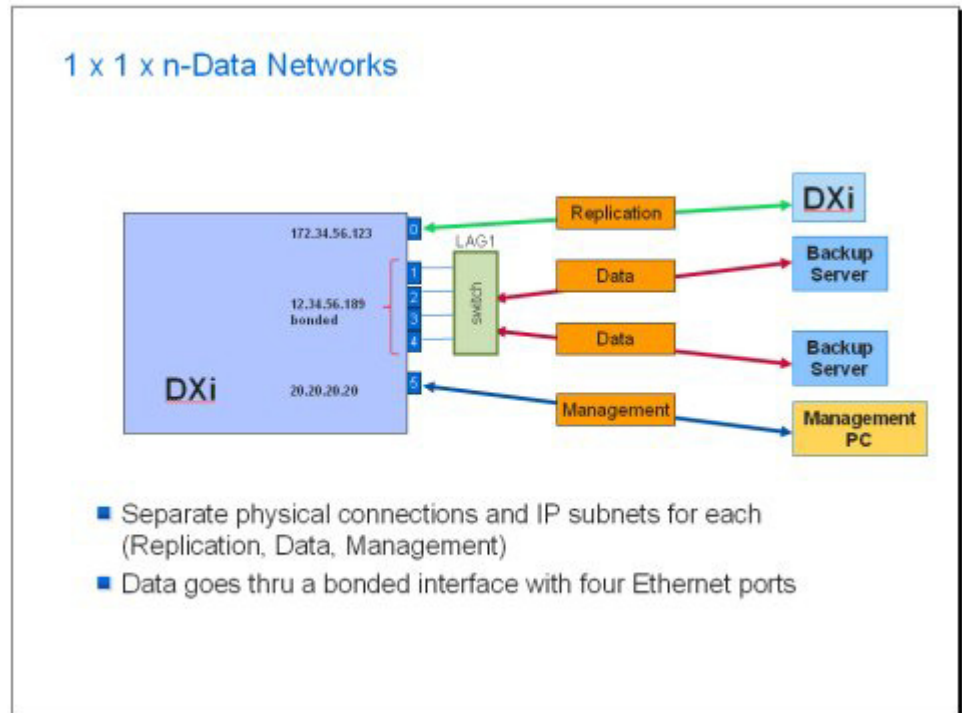 1 x 1 x n-Data Networks
172.34.56.123
0
Replication
DXi
LAG1
1
2
3
4
12.34.56.189
bonded
switch
Data
Backup
Server
Data
Backup
Server
DXi
20.20.20.20
5
Management
Management
PC
Separate physical connections and IP subnets for each
(Replication, Data, Management)
Data goes thru a bonded interface with four Ethernet ports